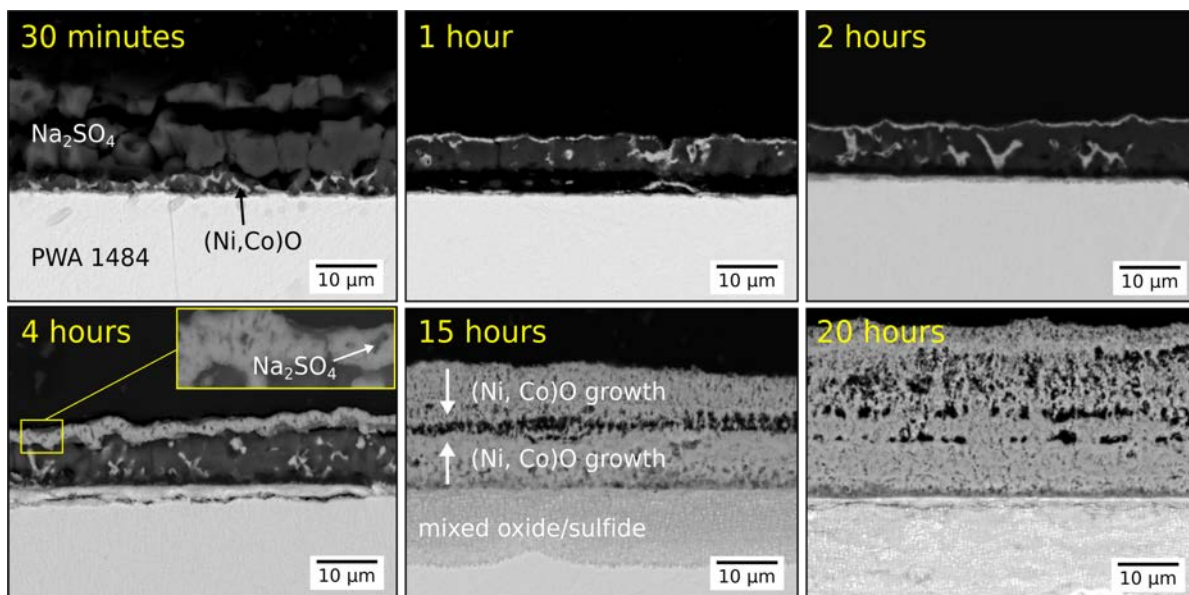 30 minutes
Na₂SO₄
(Ni,Co)O
PWA 1484
10 µm
1 hour
10 µm
2 hours
10 µm
4 hours
Na₂SO₄
10 µm
15 hours
(Ni, Co)O growth
(Ni, Co)O growth
mixed oxide/sulfide
10 µm
20 hours
10 µm